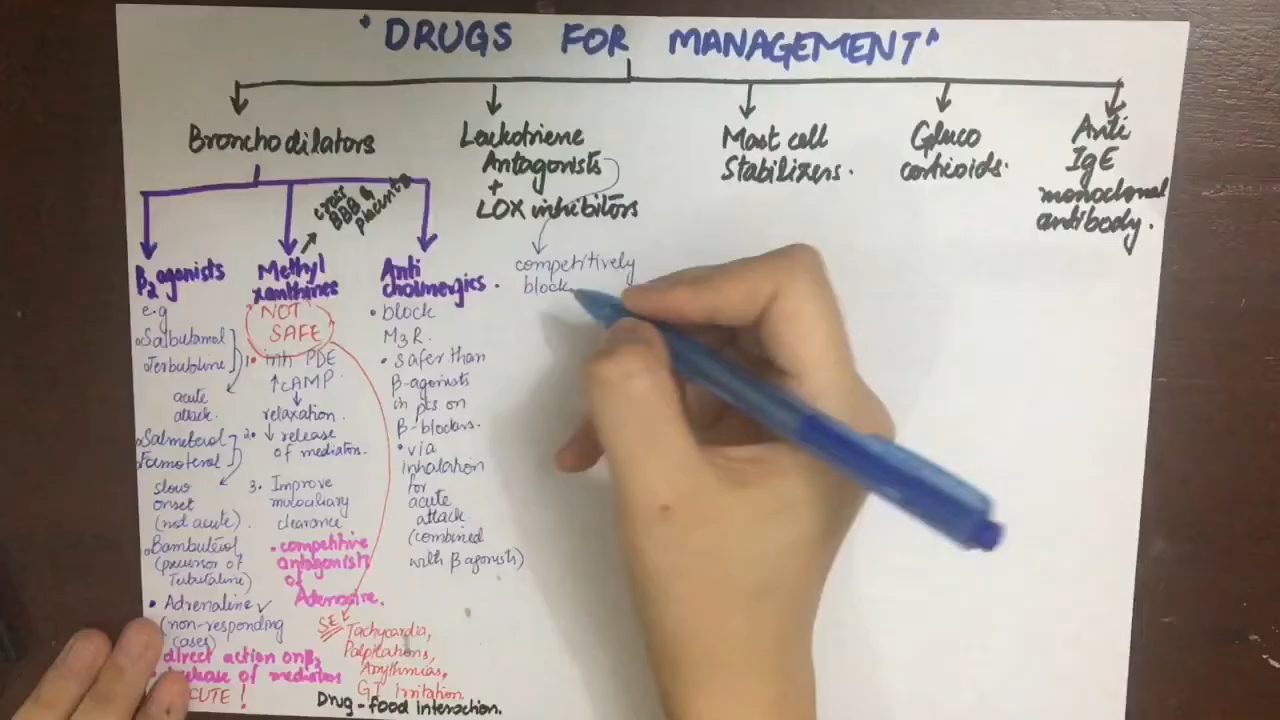 "DRUGS FOR MANAGEMENT"
Bronchodilators
Leukotriene
Antagonists
+
LOX inhibitors
Mast cell
Stabilizers.
Gluco
corticoids.
Anti
IgE
monoclonal
antibody.
cross
BBB &
placenta
β2 agonists
e.g
Salbutamol
Terbutaline
acute
attack.
Salmeterol
Formoterol
slow
onset
(not acute).
Bambuterol
(precursor of
Terbutaline)
Adrenaline ✓
(non-responding
cases)
direct action on β2
release of mediators
ACUTE !
Methyl
xanthines
NOT
SAFE
1. inh PDE
↑cAMP
↓
relaxation.
2. ↓ release
of mediators.
3. Improve
mucociliary
clearance
• competitive
antagonists
of
Adenosine.
SE
Tachycardia,
Palpitations,
Arrythmias,
GI Irritation.
Drug-food interaction.
Anti
cholinergics.
• block
M3R.
• safer than
β-agonists
in pts on
β-blockers.
• via
inhalation
for
acute
attack
(combined
with β agonists)
competitively
block